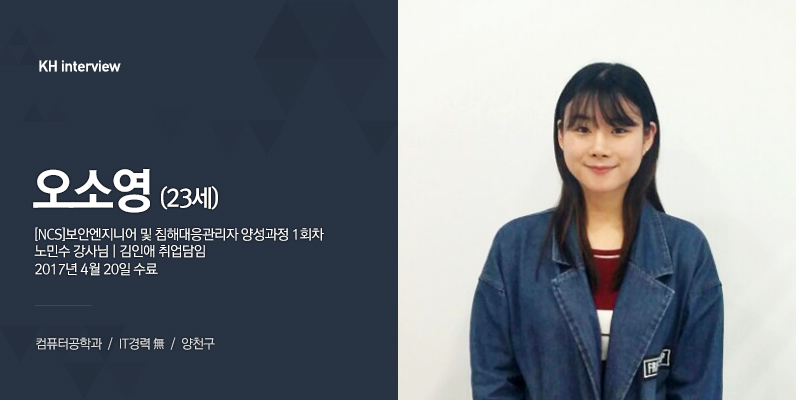 KH interview
오소영 (23세)
[NCS]보안엔지니어 및 침해대응관리자 양성과정 1회차
노민수 강사님 | 김인애 취업담임
2017년 4월 20일 수료
컴퓨터공학과 / IT경력 無 / 양천구